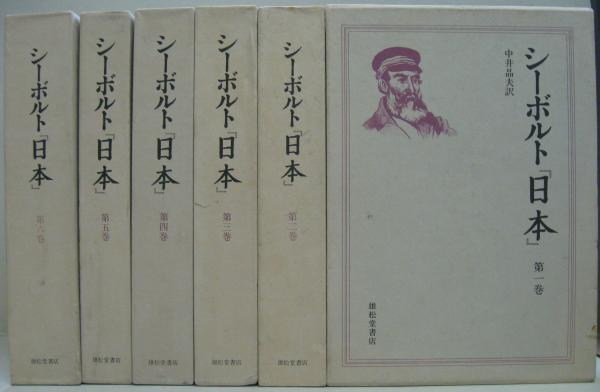 シーボルト『日本』
第六巻
雄松堂書店
シーボルト『日本』
第五巻
雄松堂書店
シーボルト『日本』
第四巻
雄松堂書店
シーボルト『日本』
第三巻
雄松堂書店
シーボルト『日本』
第二巻
雄松堂書店
シーボルト『日本』 第一巻
中井晶夫訳
雄松堂書店